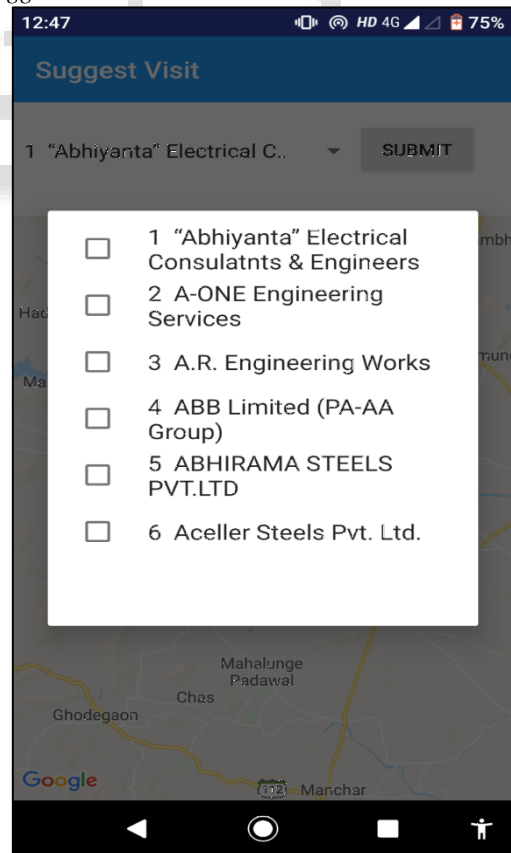 12:47 HD 4G 75%
Suggest Visit
1 “Abhiyanta” Electrical C.. SUBMIT
1 “Abhiyanta” Electrical
Consulatnts & Engineers
2 A-ONE Engineering
Services
3 A.R. Engineering Works
4 ABB Limited (PA-AA
Group)
5 ABHIRAMA STEELS
PVT.LTD
6 Aceller Steels Pvt. Ltd.
Mahalunge
Padawal
Chas
Ghodegaon
Google
112 Manchar